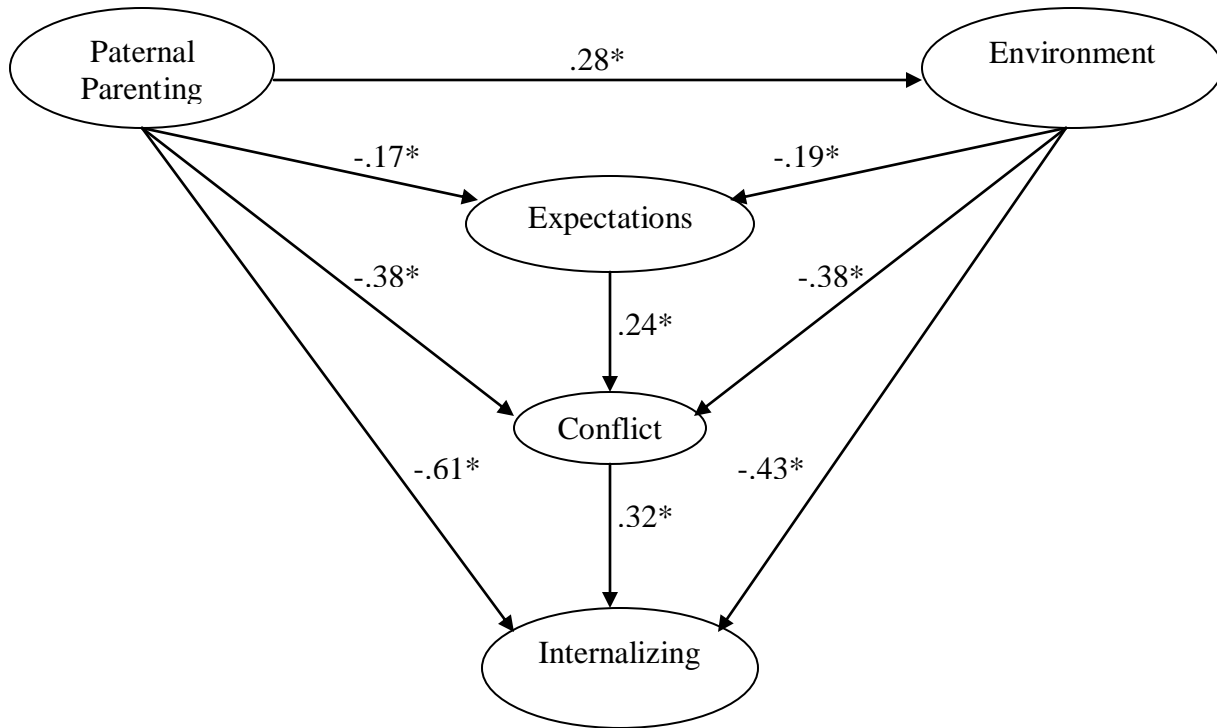 Paternal
Parenting
Environment
.28*
-.17*
-.19*
Expectations
-.38*
-.38*
.24*
Conflict
-.61*
-.43*
.32*
Internalizing